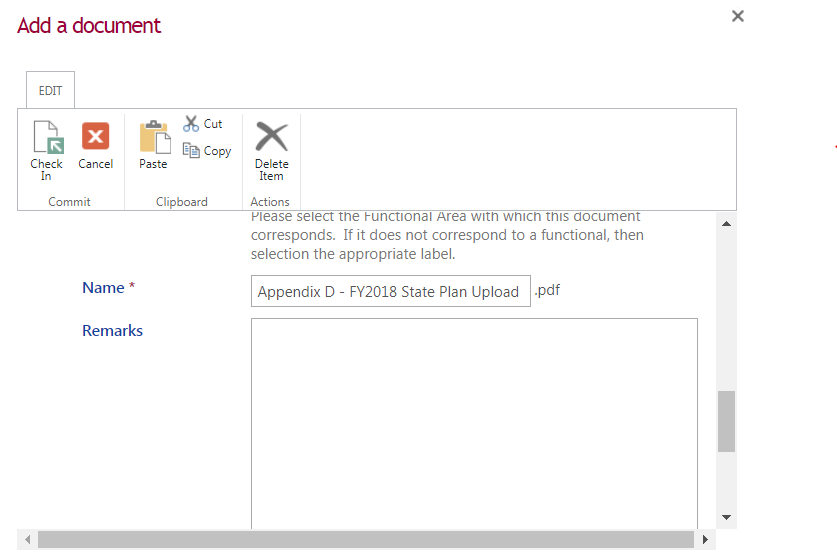 Add a document
EDIT
Check
In
Cancel
Paste
Cut
Copy
Delete
Item
Commit
Clipboard
Actions
Please select the Functional Area with which this document
corresponds. If it does not correspond to a functional, then
selection the appropriate label.
Name *
Appendix D - FY2018 State Plan Upload .pdf
Remarks